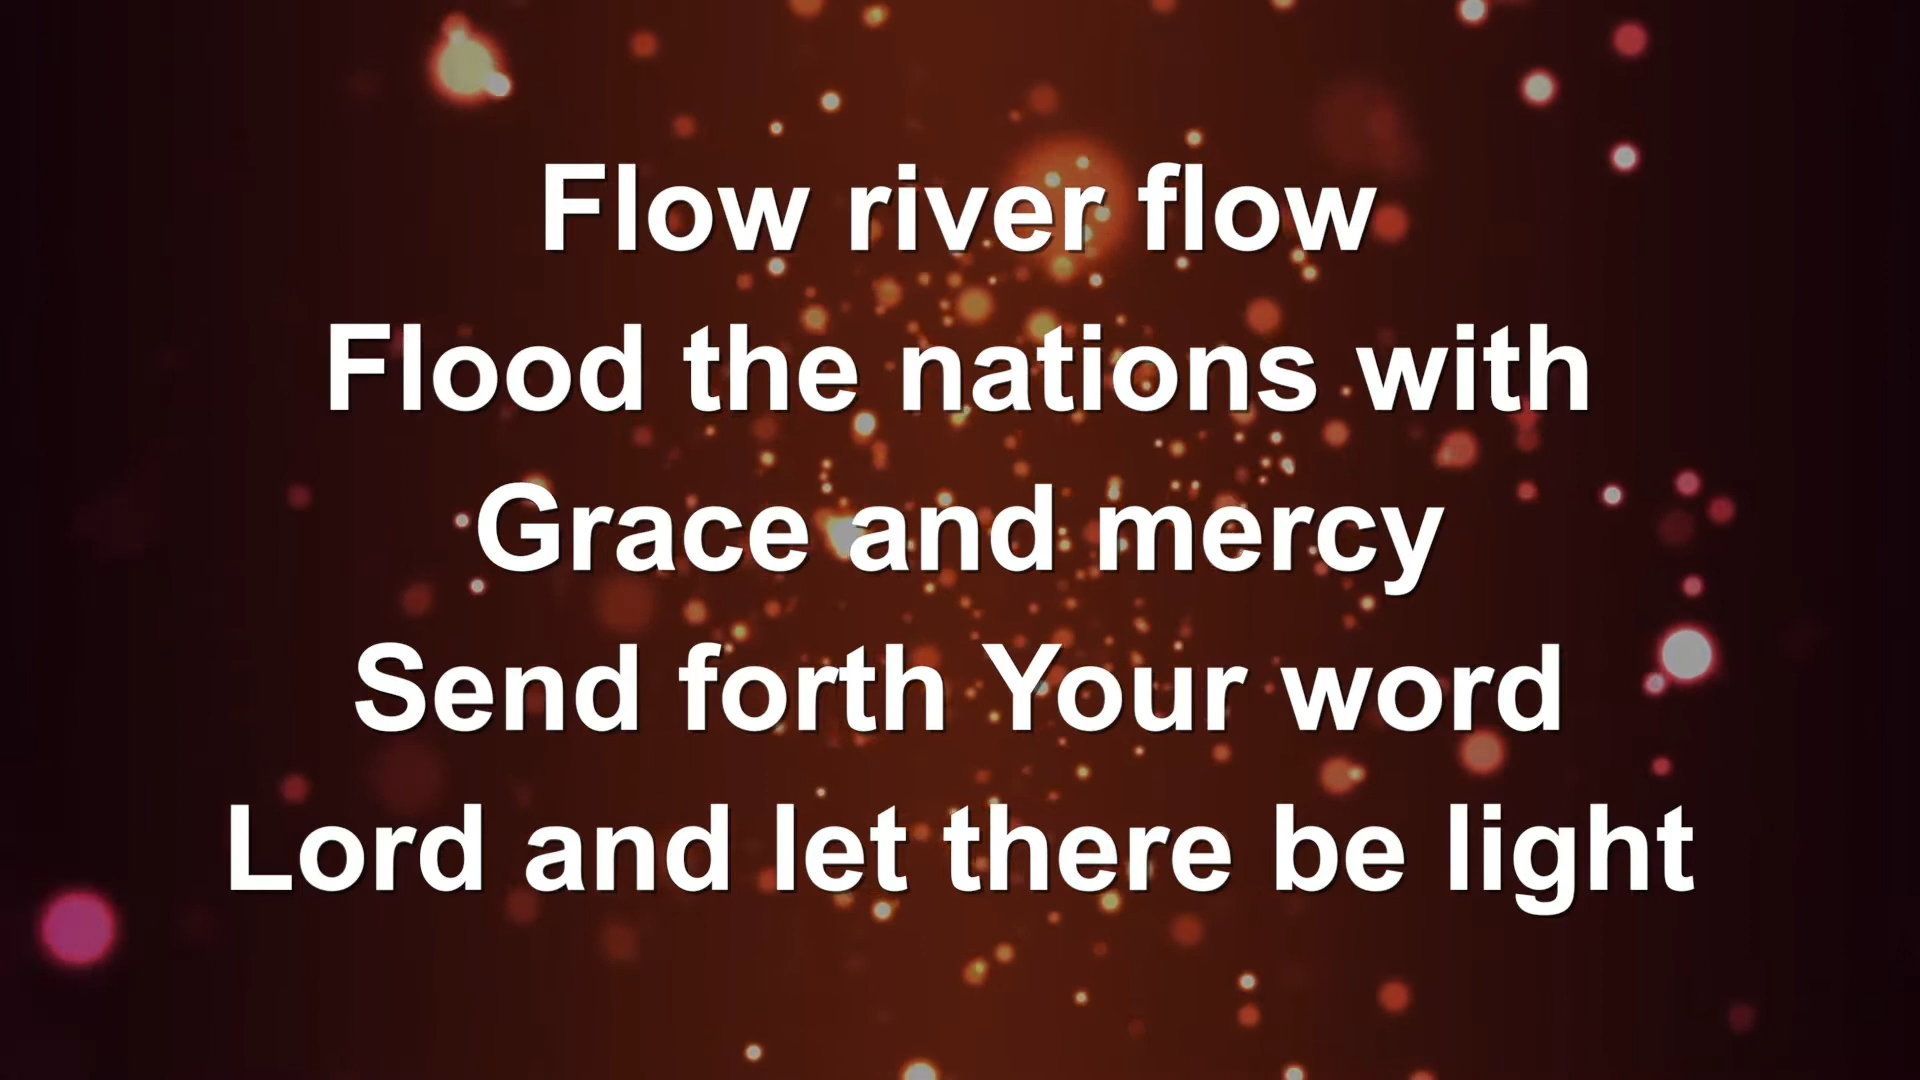 Flow river flow
Flood the nations with
Grace and mercy
Send forth Your word
Lord and let there be light